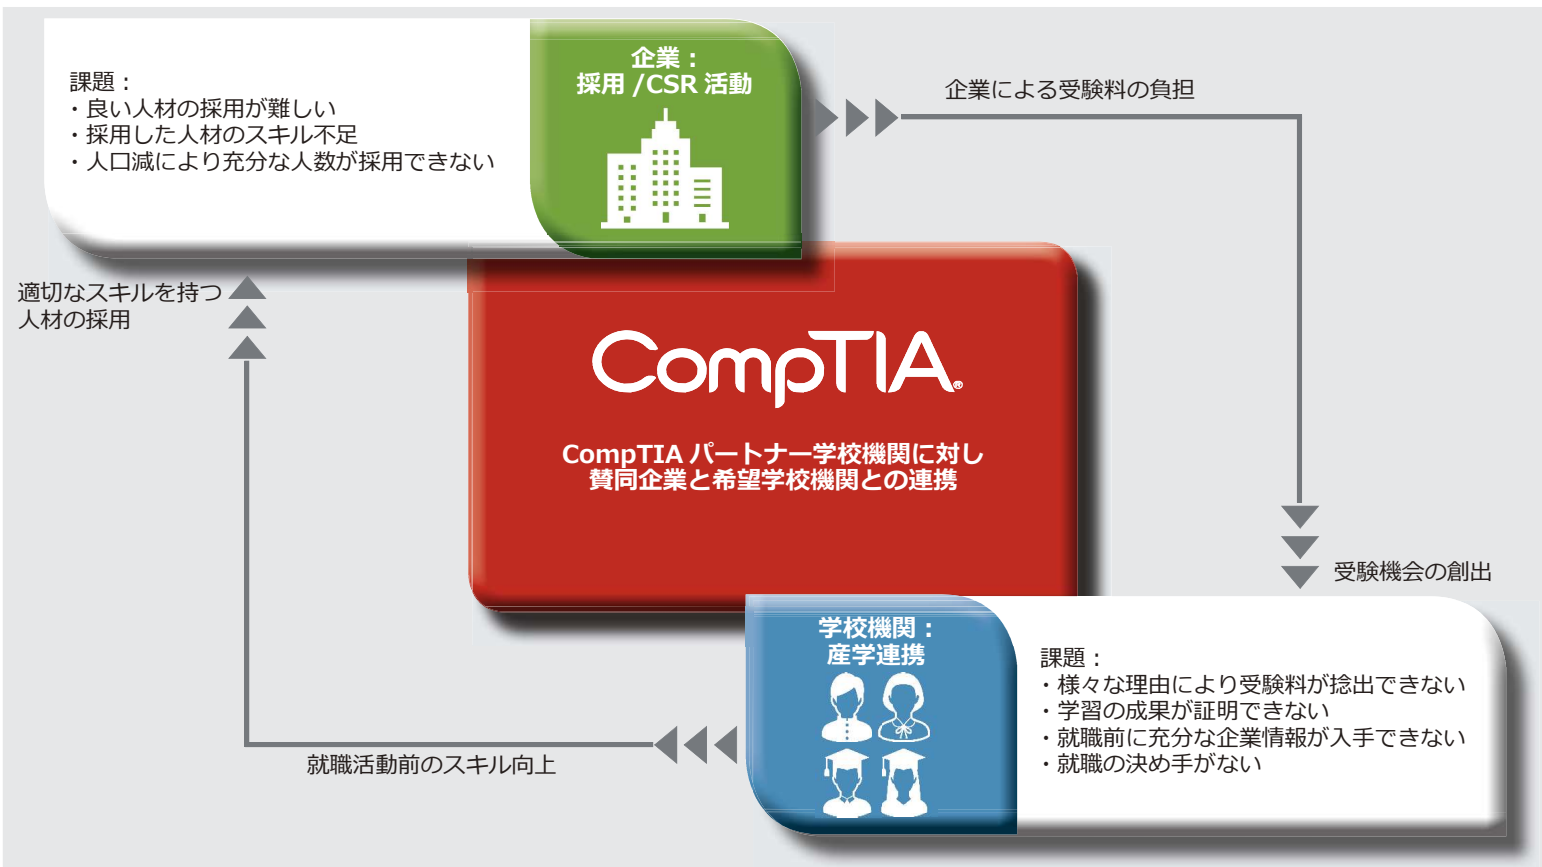 課題：
・良い人材の採用が難しい
・採用した人材のスキル不足
・人口減により充分な人数が採用できない
企業：
採用 /CSR 活動
企業による受験料の負担
適切なスキルを持つ
人材の採用
CompTIA®
CompTIA パートナー学校機関に対し
賛同企業と希望学校機関との連携
受験機会の創出
学校機関：
産学連携
課題：
・様々な理由により受験料が捻出できない
・学習の成果が証明できない
・就職前に充分な企業情報が入手できない
・就職の決め手がない
就職活動前のスキル向上